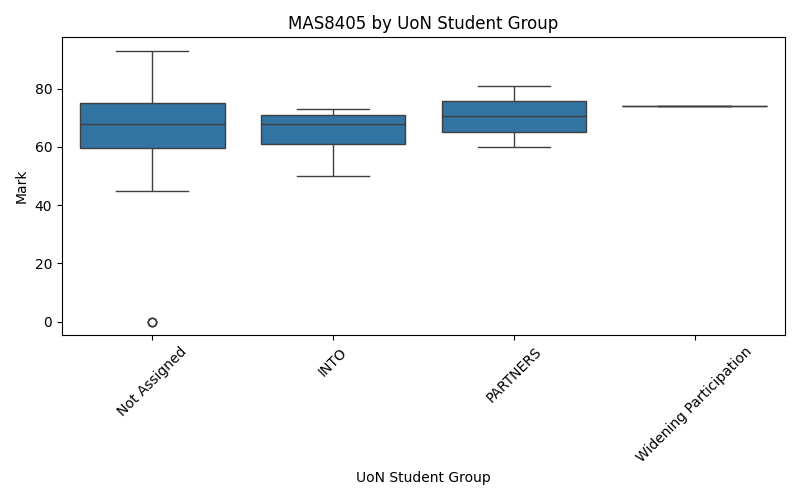 MAS8405 by UoN Student Group
Mark
80
60
40
20
0
Not Assigned
INTO
PARTNERS
Widening Participation
UoN Student Group